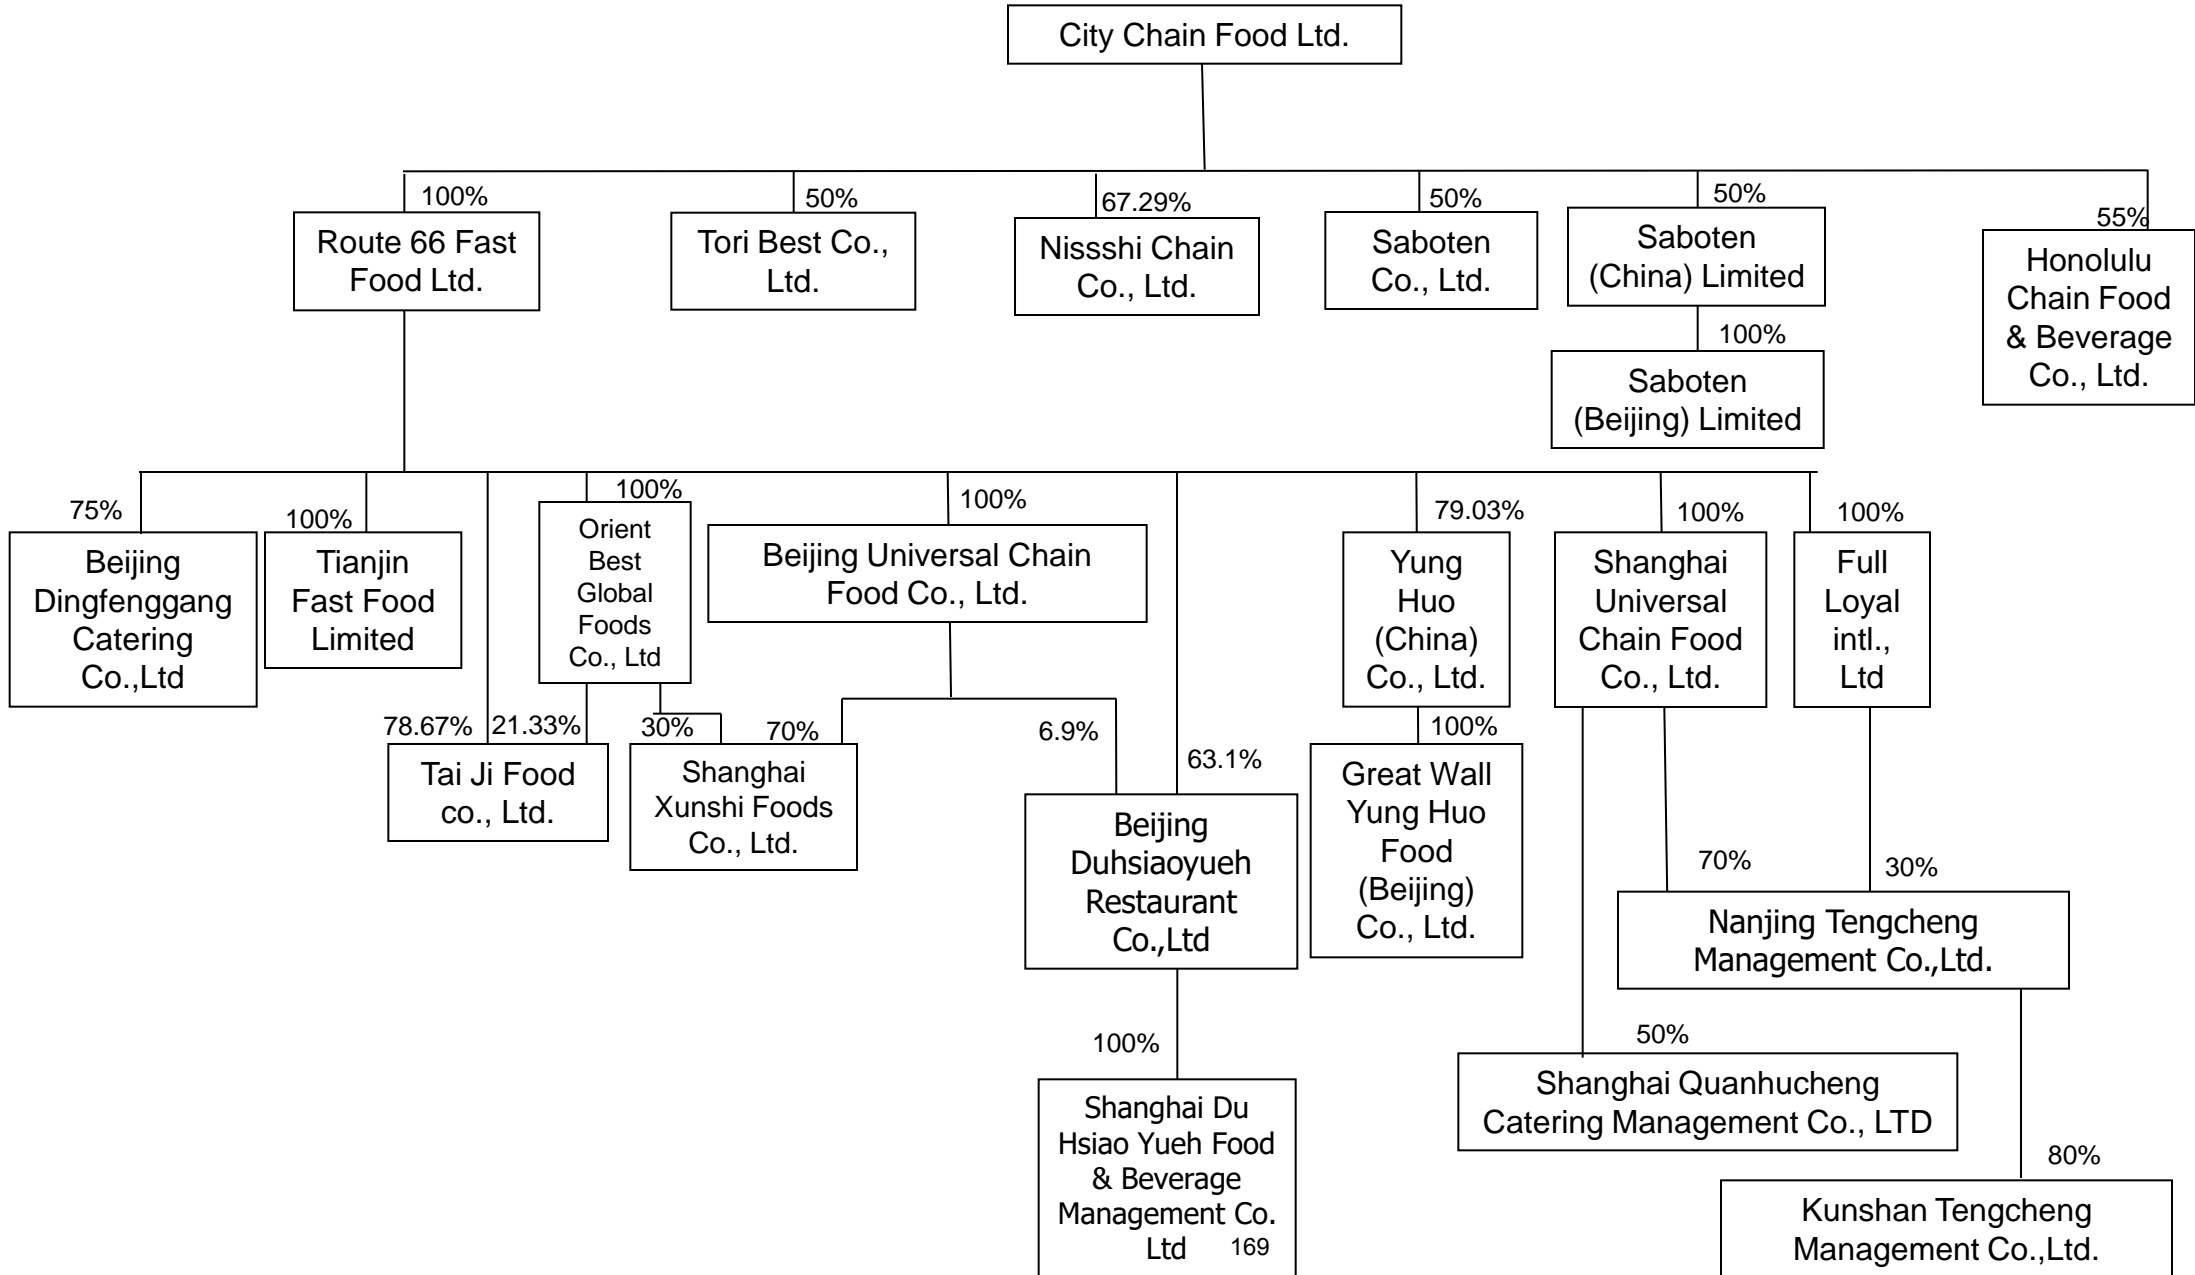 City Chain Food Ltd.
100%
50%
67.29%
50%
50%
55%
Route 66 Fast
Food Ltd.
Tori Best Co.,
Ltd.
Nissshi Chain
Co., Ltd.
Saboten
Co., Ltd.
Saboten
(China) Limited
Honolulu
Chain Food
& Beverage
Co., Ltd.
100%
Saboten
(Beijing) Limited
75%
100%
100%
100%
79.03%
100%
100%
Beijing
Dingfenggang
Catering
Co.,Ltd
Tianjin
Fast Food
Limited
Orient
Best
Global
Foods
Co., Ltd
Beijing Universal Chain
Food Co., Ltd.
Yung
Huo
(China)
Co., Ltd.
Shanghai
Universal
Chain Food
Co., Ltd.
Full
Loyal
intl.,
Ltd
78.67%
21.33%
30%
70%
6.9%
63.1%
100%
Tai Ji Food
co., Ltd.
Shanghai
Xunshi Foods
Co., Ltd.
Beijing
Duhsiaoyueh
Restaurant
Co.,Ltd
Great Wall
Yung Huo
Food
(Beijing)
Co., Ltd.
70%
30%
Nanjing Tengcheng
Management Co.,Ltd.
100%
50%
Shanghai Du
Hsiao Yueh Food
& Beverage
Management Co.
Ltd
Shanghai Quanhucheng
Catering Management Co., LTD
80%
Kunshan Tengcheng
Management Co.,Ltd.
169